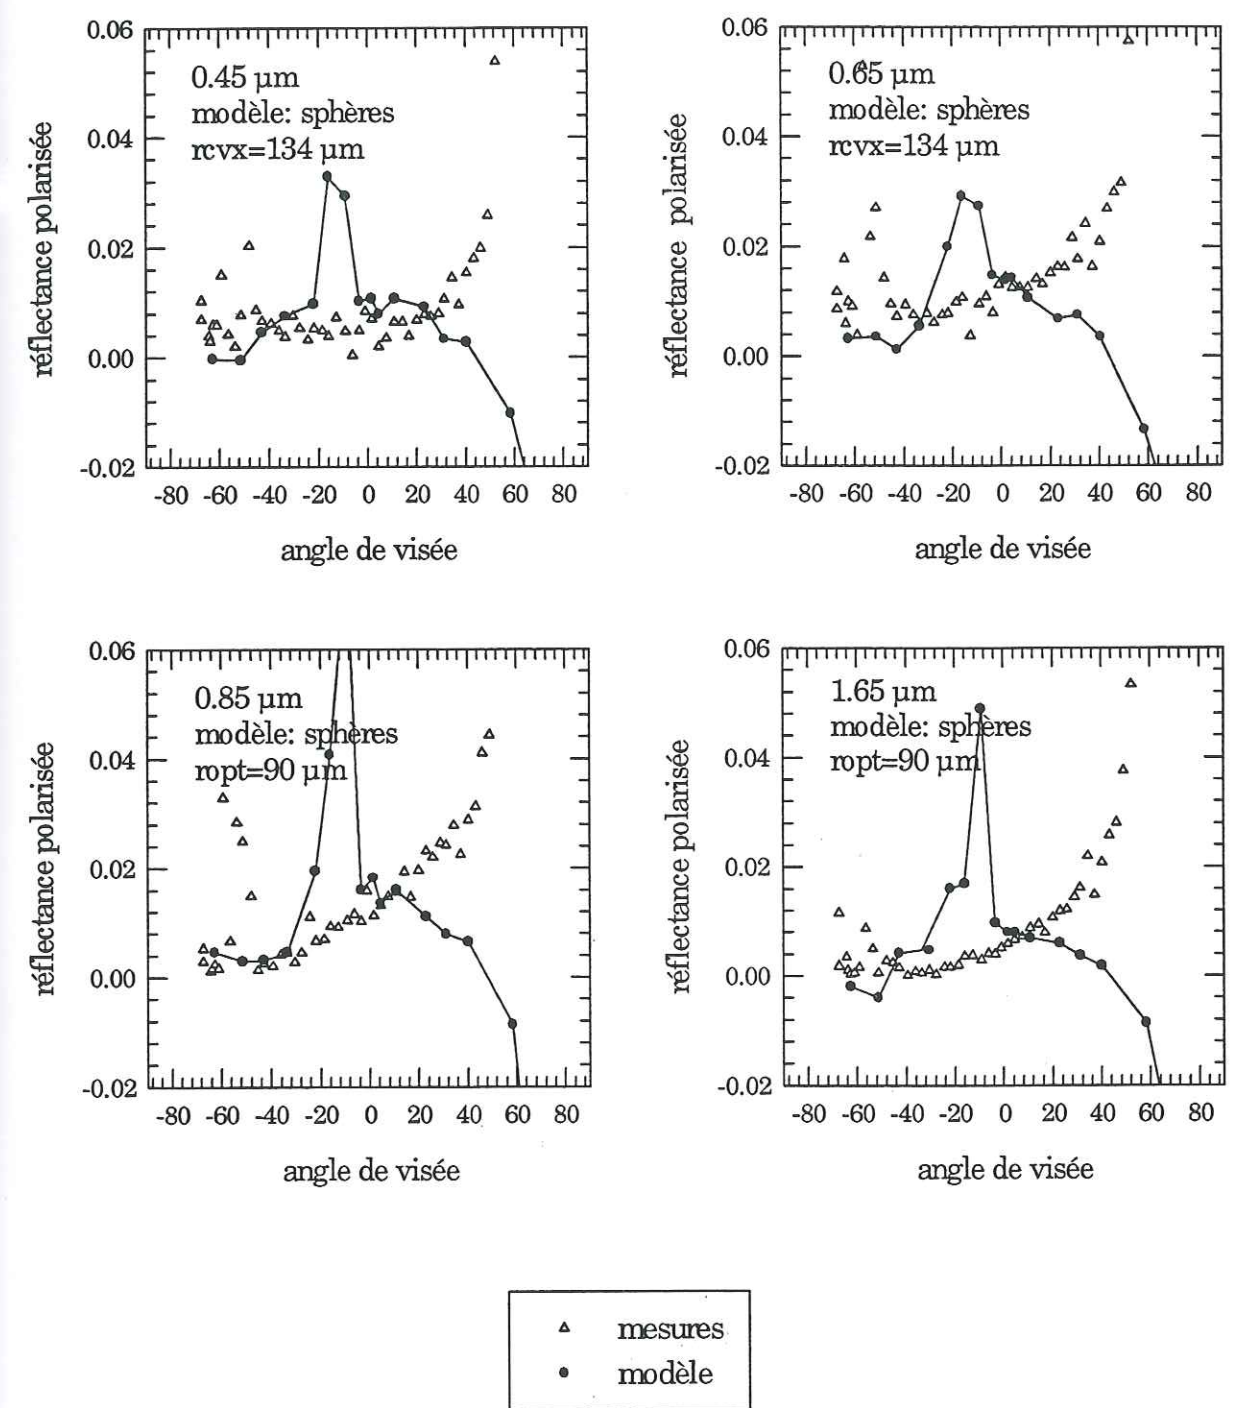 0.06
0.04
0.02
0.00
-0.02
réflectance polarisée
0.45 µm
modèle: sphères
rcvx=134 µm
-80 -60 -40 -20 0 20 40 60 80
angle de visée
0.06
0.04
0.02
0.00
-0.02
réflectance polarisée
0.65 µm
modèle: sphères
rcvx=134 µm
-80 -60 -40 -20 0 20 40 60 80
angle de visée
0.06
0.04
0.02
0.00
-0.02
réflectance polarisée
0.85 µm
modèle: sphères
ropt=90 µm
-80 -60 -40 -20 0 20 40 60 80
angle de visée
0.06
0.04
0.02
0.00
-0.02
réflectance polarisée
1.65 µm
modèle: sphères
ropt=90 µm
-80 -60 -40 -20 0 20 40 60 80
angle de visée
mesures
modèle